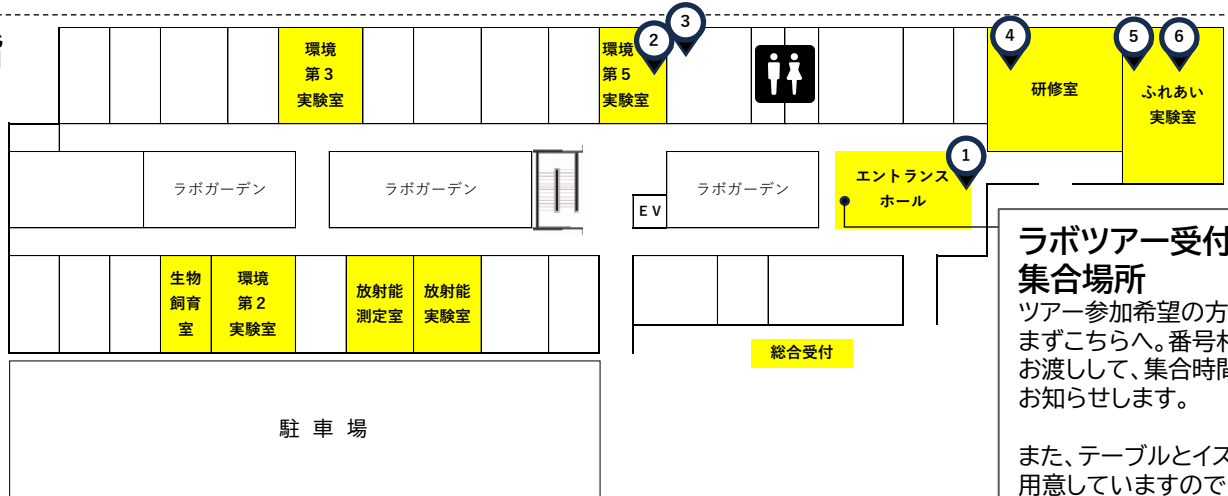 環境
第3
実験室
環境
第5
実験室
2
3
4
研修室
5
6
ふれあい
実験室
ラボガーデン
ラボガーデン
EV
ラボガーデン
エントランス
ホール
1
生物
飼育
室
環境
第2
実験室
放射能
測定室
放射能
実験室
総合受付
駐車場
ラボツアー受付
集合場所
ツアー参加希望の方
まずこちらへ。番号札
お渡しして、集合時間
お知らせします。
また、テーブルとイス
用意していますので